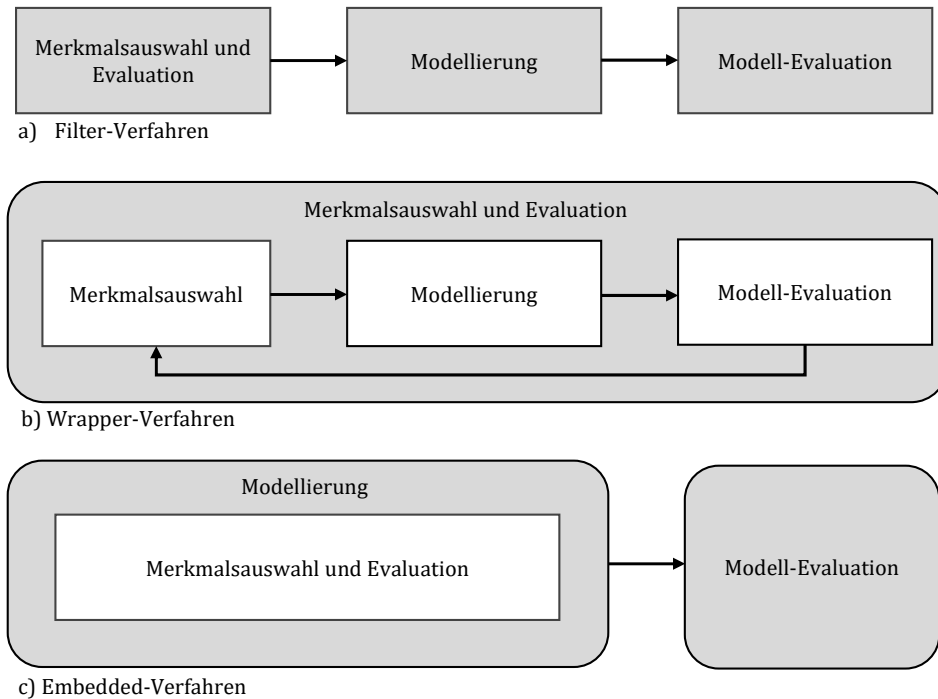 Merkmalsauswahl und
Evaluation
Modellierung
Modell-Evaluation
a) Filter-Verfahren
Merkmalsauswahl und Evaluation
Merkmalsauswahl
Modellierung
Modell-Evaluation
b) Wrapper-Verfahren
Modellierung
Merkmalsauswahl und Evaluation
Modell-Evaluation
c) Embedded-Verfahren